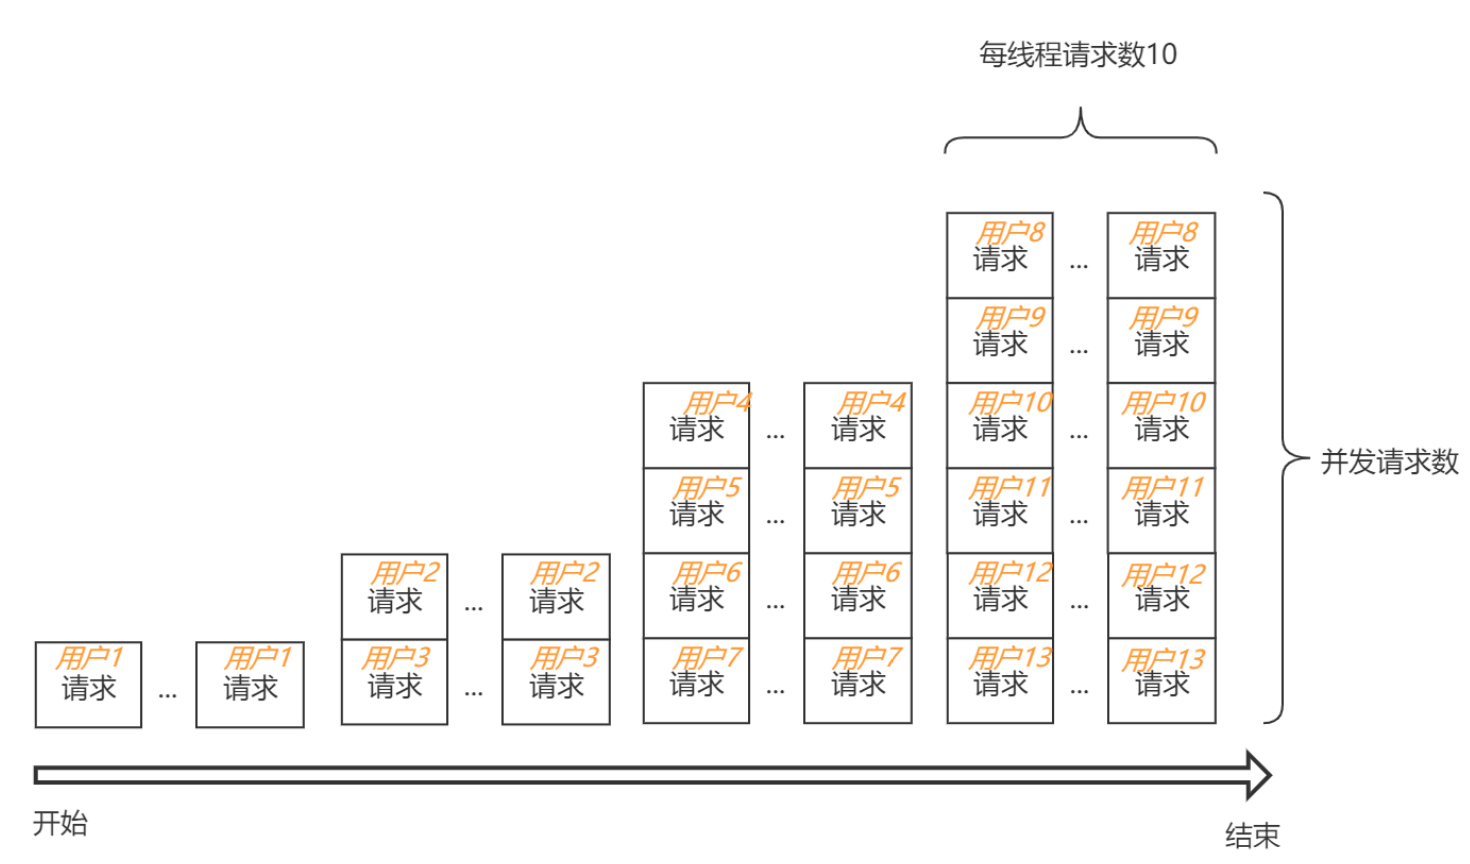 每线程请求数10
用户8 用户8
请求 ... 请求
用户9 用户9
请求 ... 请求
用户4 用户4 用户10 用户10
请求 ... 请求 请求 ... 请求
并发请求数
用户5 用户5 用户11 用户11
请求 ... 请求 请求 ... 请求
用户2 用户2 用户6 用户6 用户12 用户12
请求 ... 请求 请求 ... 请求 请求 ... 请求
用户1 用户1 用户3 用户3 用户7 用户7 用户13 用户13
请求 ... 请求 请求 ... 请求 请求 ... 请求 请求 ... 请求
开始
结束